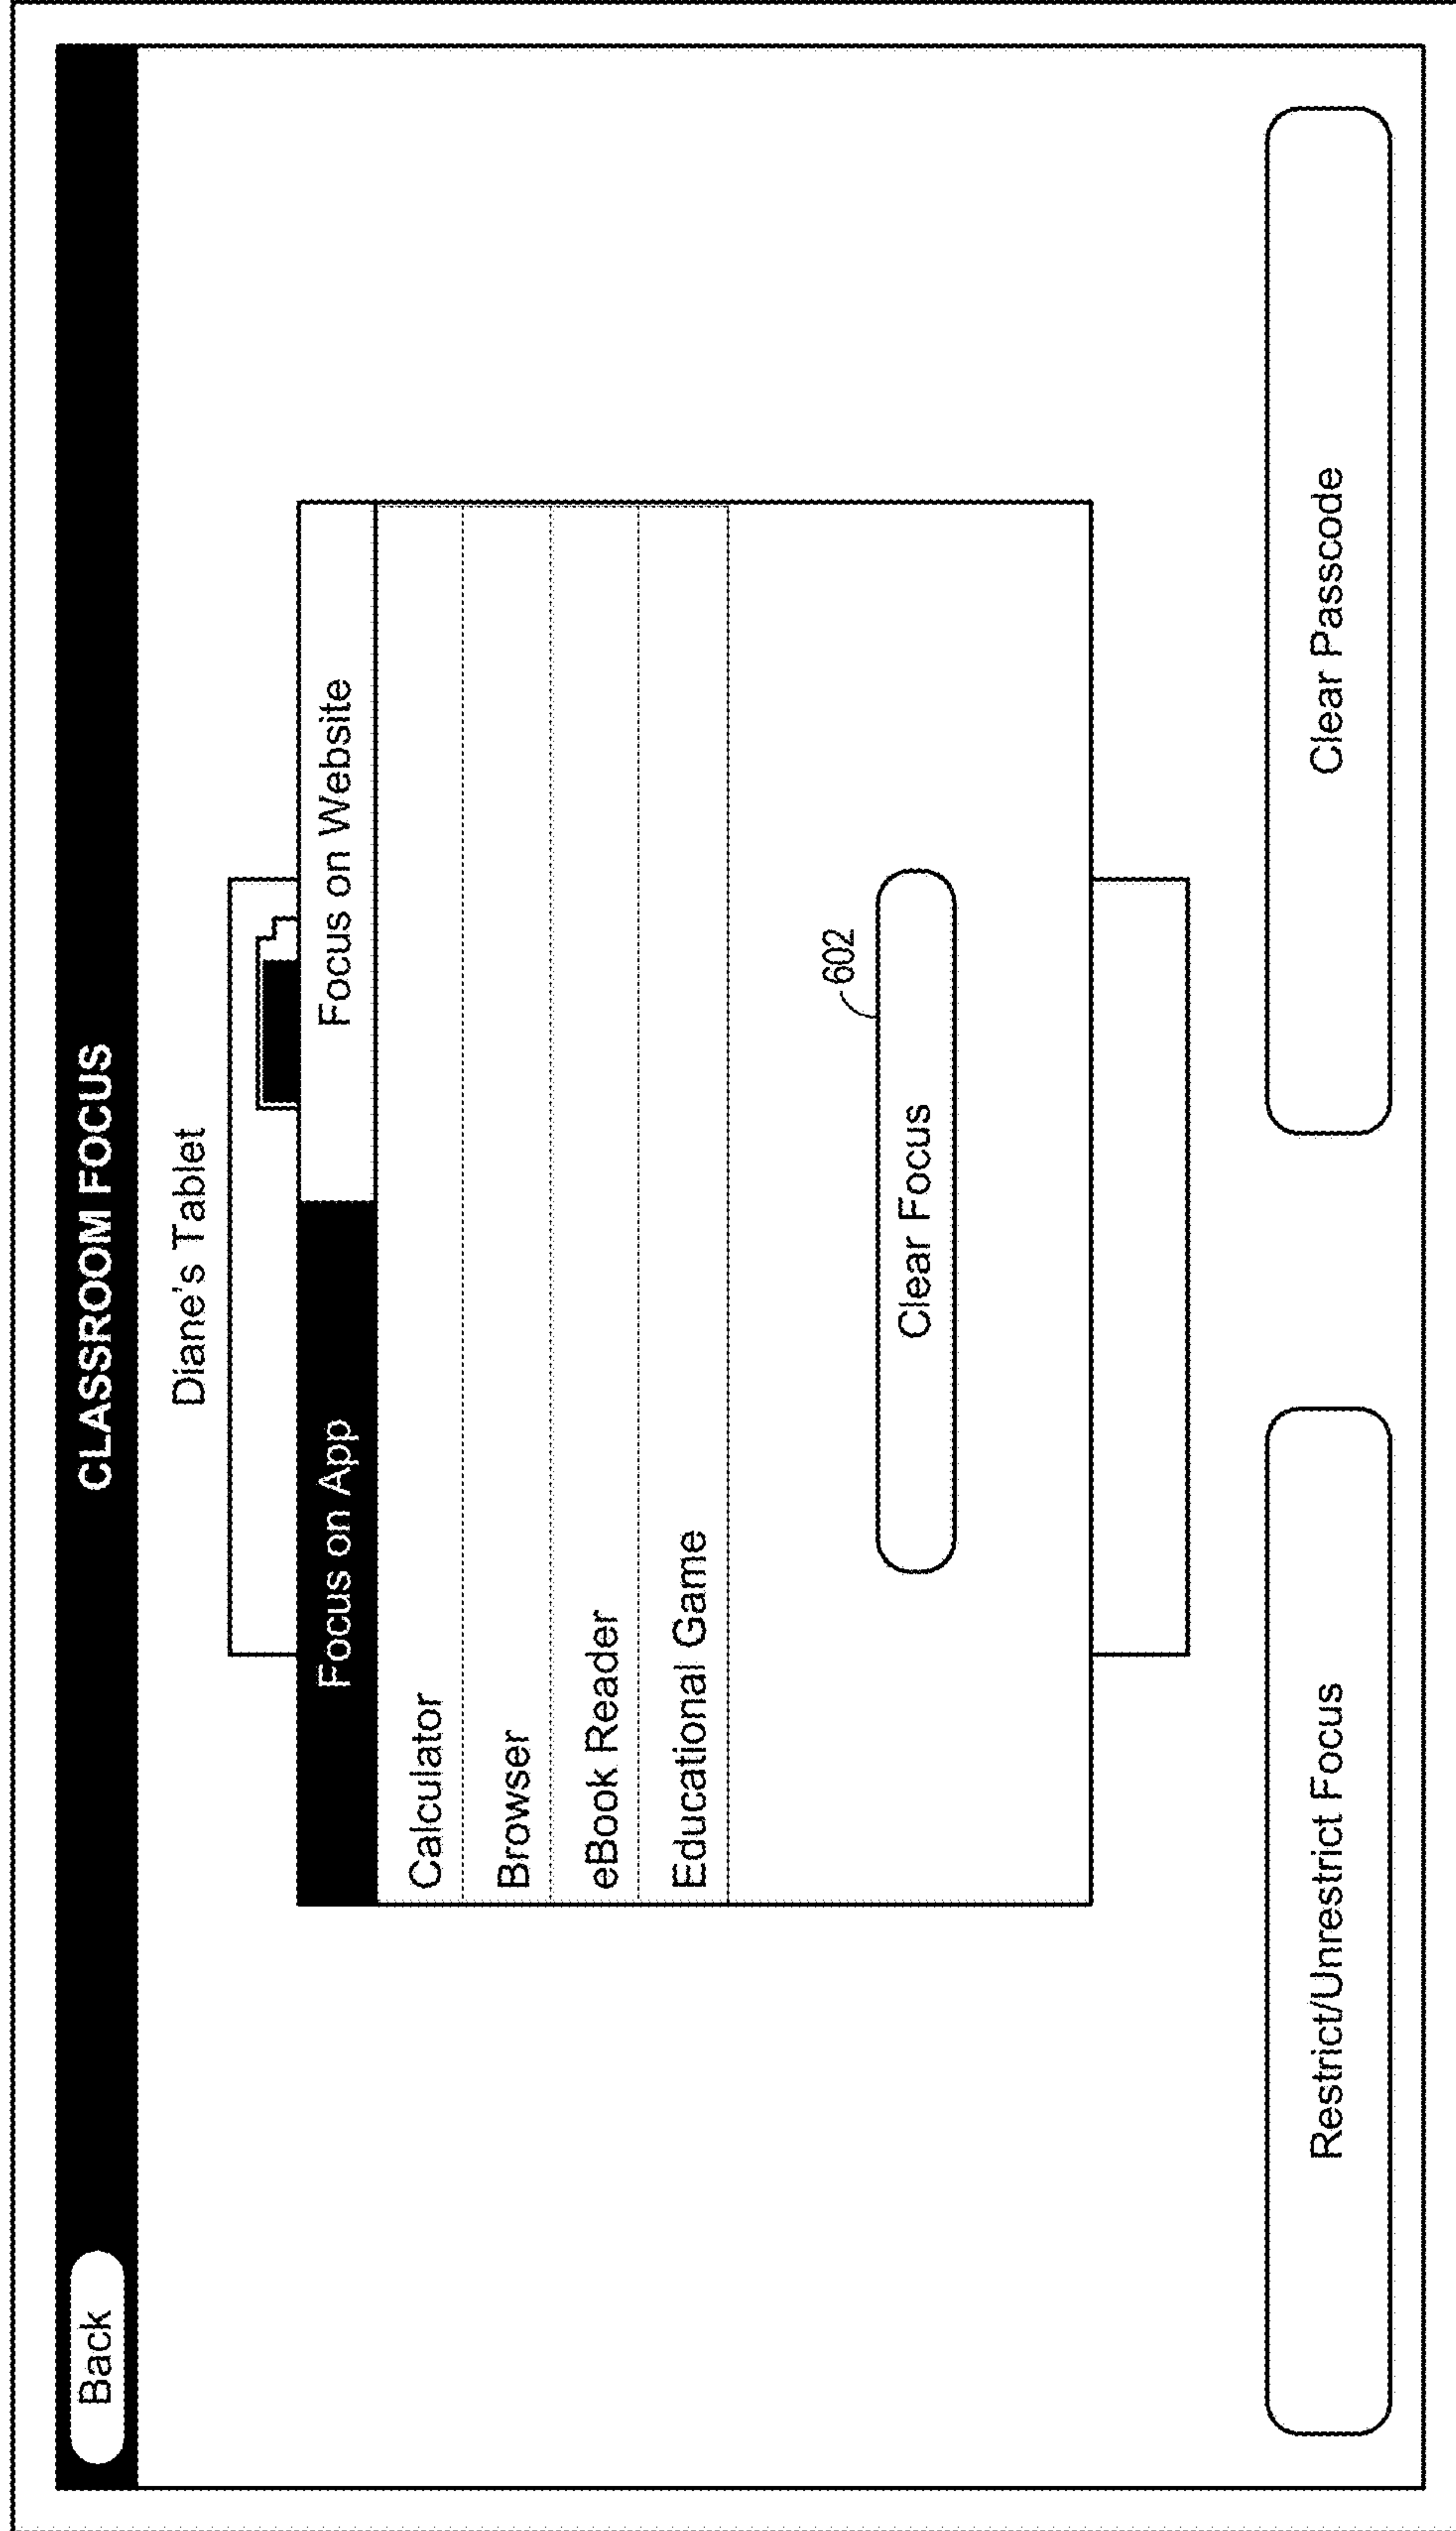 Back
CLASSROOM FOCUS
Diane's Tablet
Focus on App
Focus on Website
Calculator
Browser
eBook Reader
Educational Game
602
Clear Focus
Restrict/Unrestrict Focus
Clear Passcode